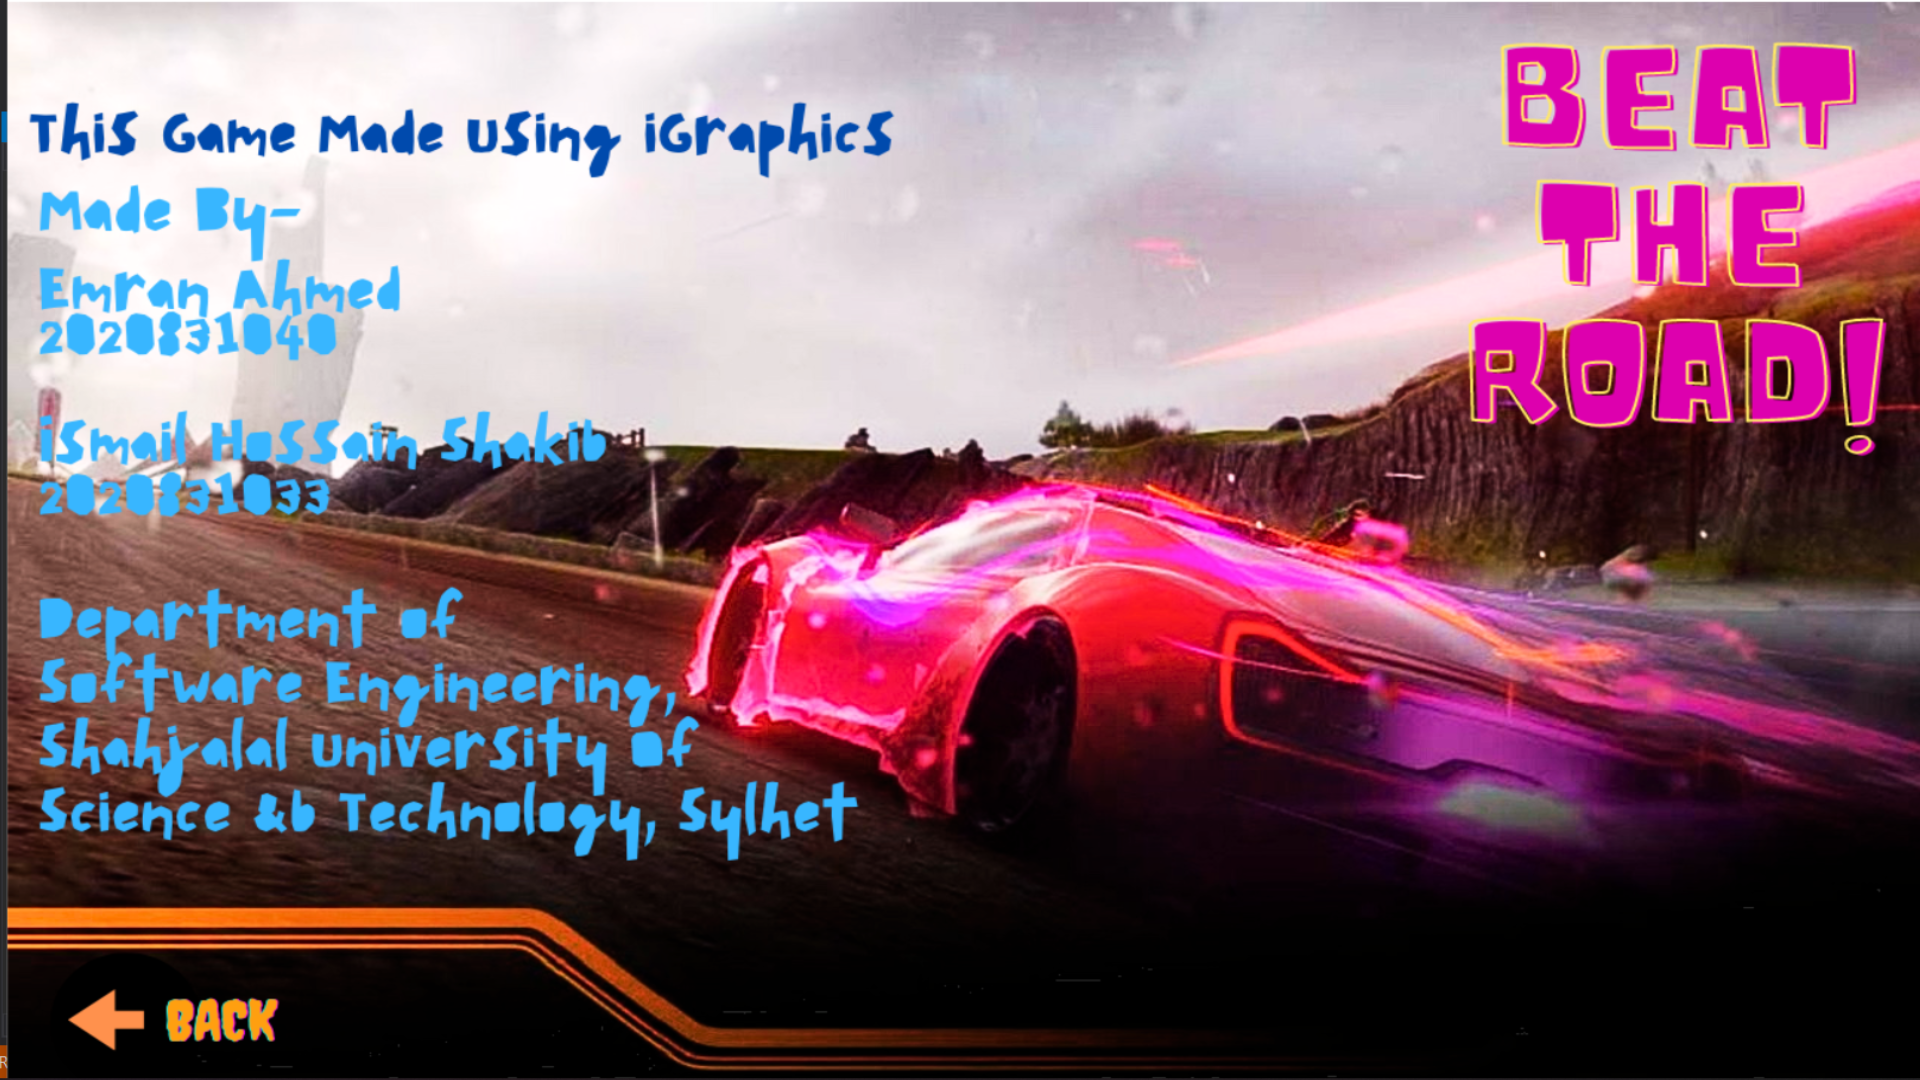 This Game Made Using iGraphics
Made By-
Emran Ahmed
2020831040
ismail Hossain Shakib
2020831033
Department of
Software Engineering,
Shahjalal university of
Science &b Technology, Sylhet
BACK
BEAT
THE
ROAD!